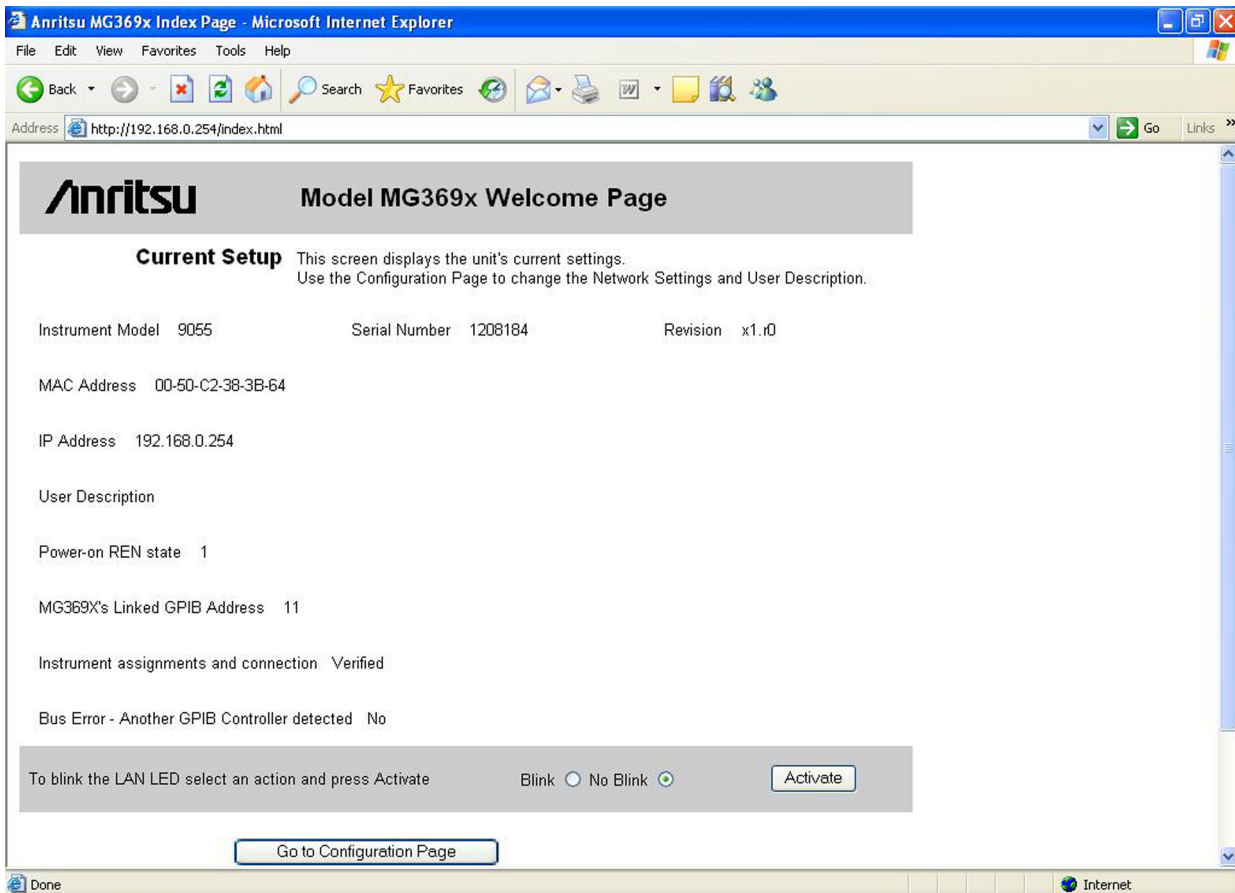 Anritsu MG369x Index Page - Microsoft Internet Explorer
File Edit View Favorites Tools Help
Back Search Favorites
Address http://192.168.0.254/index.html Go Links »
Anritsu Model MG369x Welcome Page
Current Setup This screen displays the unit's current settings.
Use the Configuration Page to change the Network Settings and User Description.
Instrument Model 9055 Serial Number 1208184 Revision x1.r0
MAC Address 00-50-C2-38-3B-64
IP Address 192.168.0.254
User Description
Power-on REN state 1
MG369X's Linked GPIB Address 11
Instrument assignments and connection Verified
Bus Error - Another GPIB Controller detected No
To blink the LAN LED select an action and press Activate Blink No Blink Activate
Go to Configuration Page
Done Internet